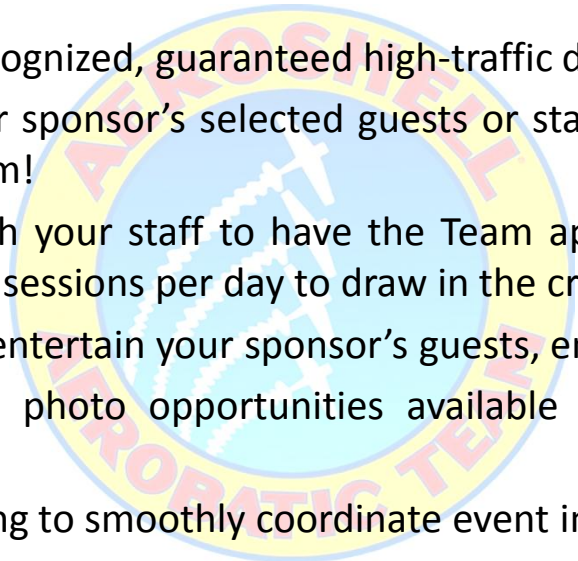 ognized, guaranteed high-traffic d
r sponsor's selected guests or sta
m!
h your staff to have the Team ap
sessions per day to draw in the cr
entertain your sponsor's guests, en
photo opportunities available
ng to smoothly coordinate event in
AEROSHELL
AEROBATIC TEAM